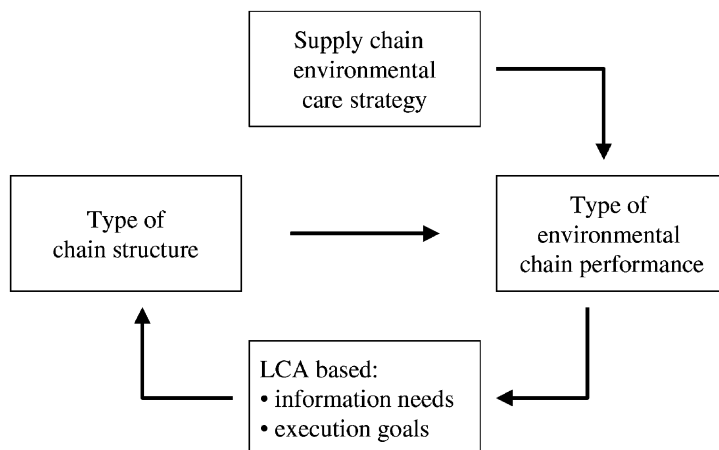 Supply chain
environmental
care strategy
Type of
chain structure
Type of
environmental
chain performance
LCA based:
• information needs
• execution goals